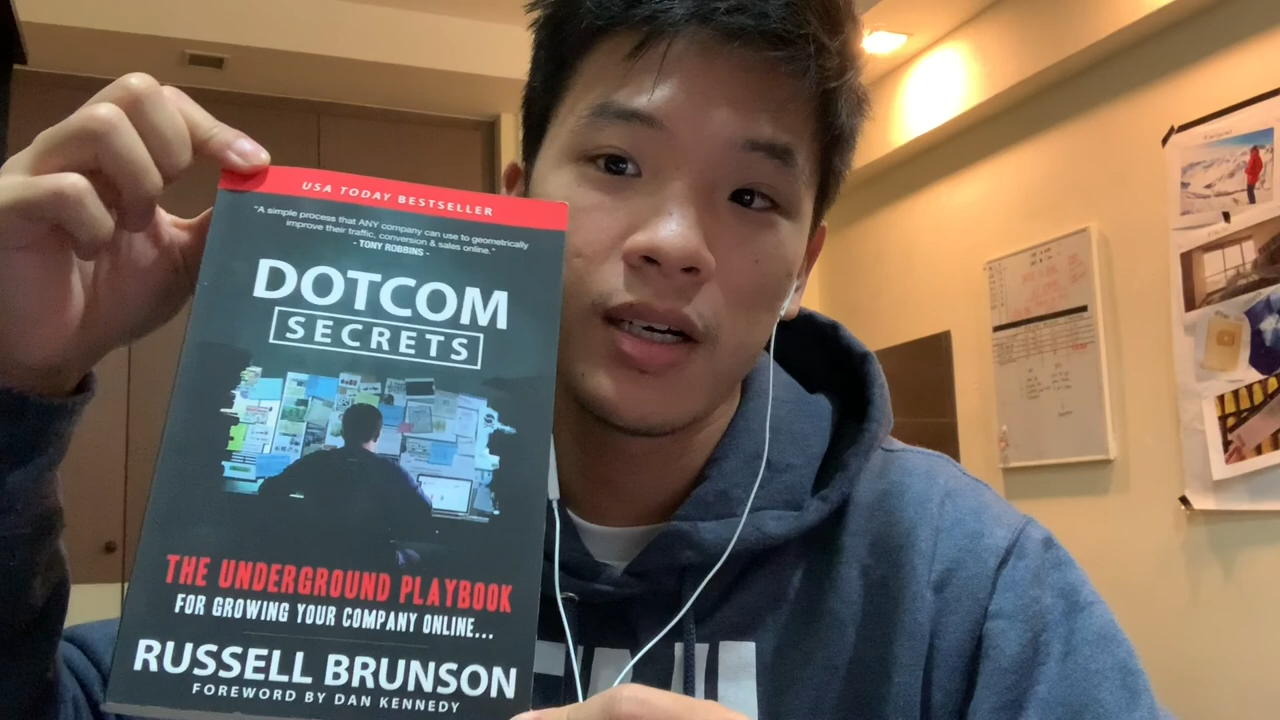 USA TODAY BESTSELLER
"A simple process that ANY company can use to geometrically
improve their traffic, conversion & sales online."
- TONY ROBBINS -
DOTCOM
SECRETS
THE UNDERGROUND PLAYBOOK
FOR GROWING YOUR COMPANY ONLINE...
RUSSELL BRUNSON
FOREWORD BY DAN KENNEDY